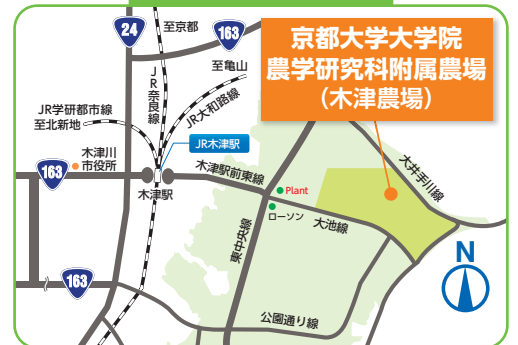 京都大学大学院
農学研究科附属農場
（木津農場）
24
至京都
163
至亀山
JR奈良線
JR大和路線
JR学研都市線
至北新地
JR木津駅
木津川
市役所
163
木津駅
木津駅前東線
大井手川線
Plant
ローソン
大池線
東中央線
N
163
公園通り線